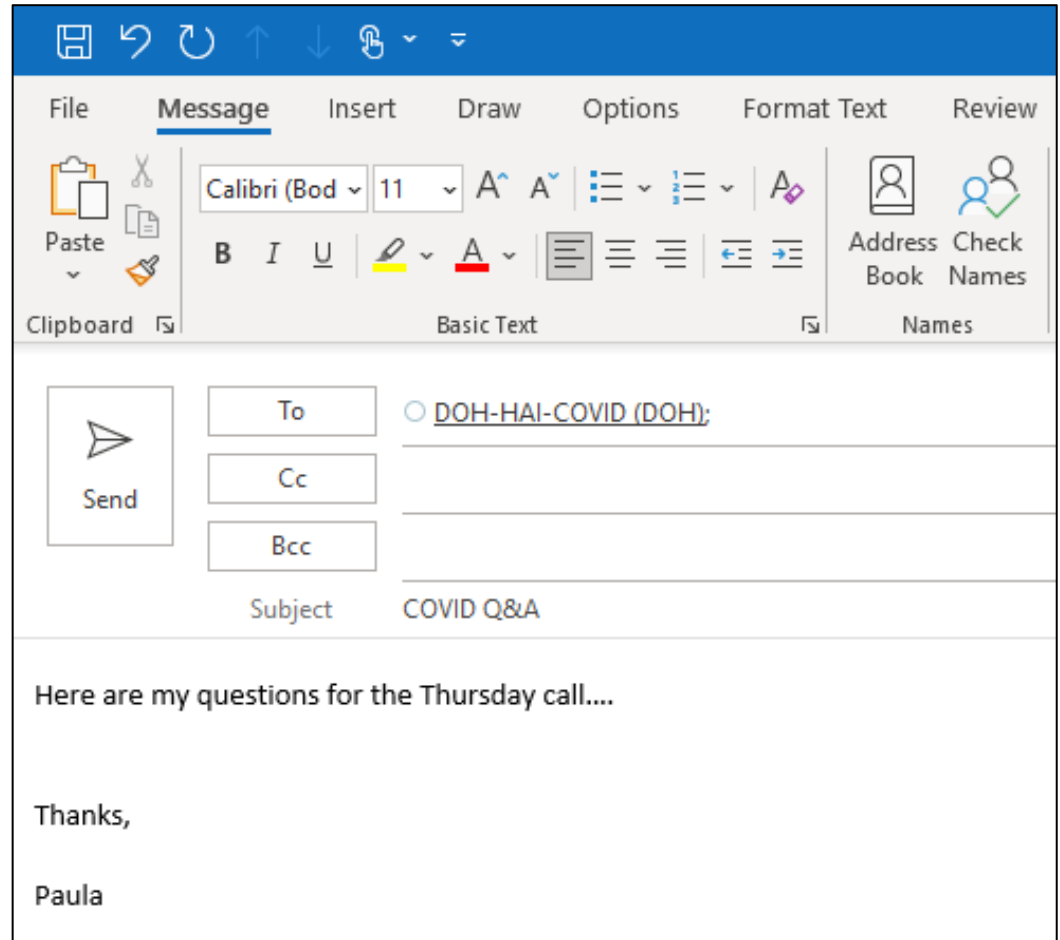 File Message Insert Draw Options Format Text Review
Calibri (Bod 11
Paste
B I U A
Address Check
Book Names
Clipboard Basic Text Names
To DOH-HAI-COVID (DOH);
Cc
Send
Bcc
Subject COVID Q&A
Here are my questions for the Thursday call....
Thanks,
Paula